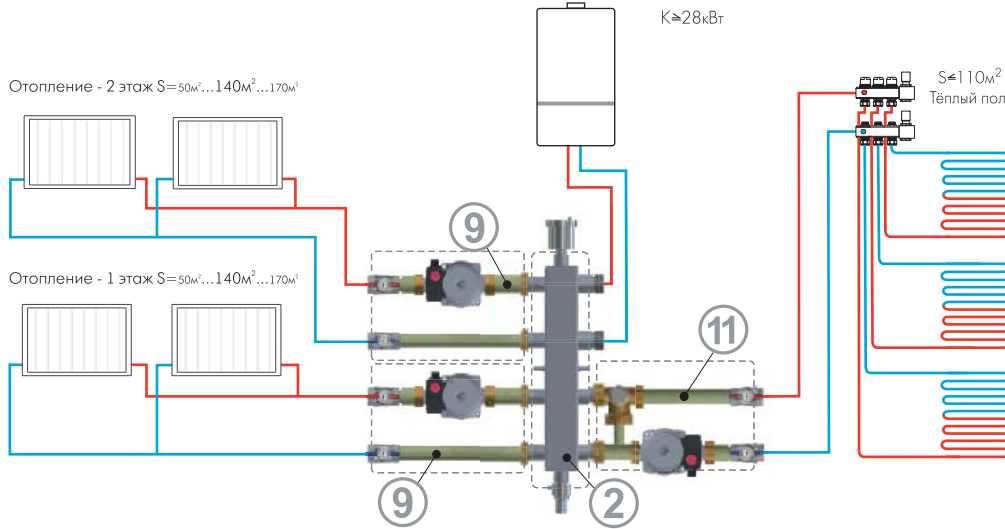 K≥28кВт
Отопление - 2 этаж S=50м²...140м²...170м²
S≤110м²
Тёплый пол
9
Отопление - 1 этаж S=50м²...140м²...170м²
11
9
2